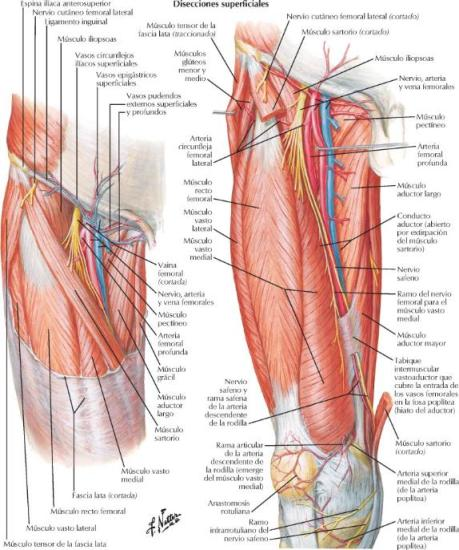 Disecciones superficiales
Espina ilíaca anterosuperior
Nervio cutáneo femoral lateral
Ligamento inguinal
Músculo iliopsoas
Vasos circunflejos
ilíacos superficiales
Vasos epigástricos
superficiales
Vasos pudendos
externos superficiales
y profundos
Vaina
femoral
(cortada)
Nervio, arteria
y vena femorales
Músculo
pectíneo
Arteria
femoral
profunda
Músculo
grácil
Músculo
aductor
largo
Músculo
sartorio
Músculo vasto
medial
Fascia lata (cortada)
Músculo recto femoral
Músculo vasto lateral
Músculo tensor de la fascia lata
Músculo tensor de la
fascia lata (traccionado)
Músculos
glúteos
menor y
medio
Arteria
circunfleja
femoral
lateral
Músculo
recto
femoral
Músculo
vasto
lateral
Músculo
vasto
medial
Nervio
safeno y
rama safena
de la arteria
descendente
de la rodilla
Rama articular
de la arteria
descendente de
la rodilla (emerge
del músculo vasto
medial)
Anastomosis
rotuliana
Ramo
infrarrotuliano del
nervio safeno
Nervio cutáneo femoral lateral (cortado)
Músculo sartorio (cortado)
Músculo iliopsoas
Nervio, arteria
y vena femorales
Músculo
pectíneo
Arteria
femoral
profunda
Músculo
aductor largo
Conducto
aductor (abierto
por extirpación
del músculo
sartorio)
Nervio
safeno
Ramo del nervio
femoral para el
músculo vasto
medial
Músculo
aductor mayor
Tabique
intermuscular
vastoaductor que
cubre la entrada de
los vasos femorales
en la fosa poplítea
(hiato del aductor)
Músculo sartorio
(cortado)
Arteria superior
medial de la rodilla
(de la arteria
poplítea)
Arteria inferior
medial de la rodilla
(de la arteria
poplítea)
F. Netter